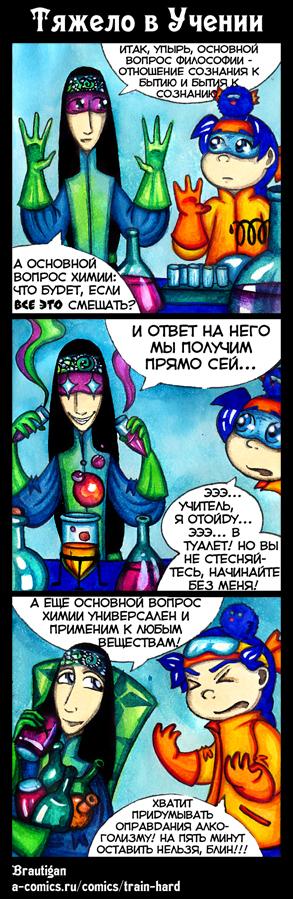 Тяжело в Учении
ИТАК, УПЫРЬ, ОСНОВНОЙ
ВОПРОС ФИЛОСОФИИ -
ОТНОШЕНИЕ СОЗНАНИЯ К
БЫТИЮ И БЫТИЯ К
СОЗНАНИЮ
А ОСНОВНОЙ
ВОПРОС ХИМИИ:
ЧТО БУДЕТ, ЕСЛИ
ВСЕ ЭТО СМЕШАТЬ?
И ОТВЕТ НА НЕГО
МЫ ПОЛУЧИМ
ПРЯМО СЕЙ...
ЭЭЭ...
УЧИТЕЛЬ,
Я ОТОЙДУ...
ЭЭЭ... В
ТУАЛЕТ! НО ВЫ
НЕ СТЕСНЯЙ-
ТЕСЬ, НАЧИНАЙТЕ
БЕЗ МЕНЯ!
А ЕЩЕ ОСНОВНОЙ ВОПРОС
ХИМИИ УНИВЕРСАЛЕН И
ПРИМЕНИМ К ЛЮБЫМ
ВЕЩЕСТВАМ!
ХВАТИТ
ПРИДУМЫВАТЬ
ОПРАВДАНИЯ АЛКО-
ГОЛИЗМУ! НА ПЯТЬ МИНУТ
ОСТАВИТЬ НЕЛЬЗЯ, БЛИН!!!
Brautigan
a-comics.ru/comics/train-hard